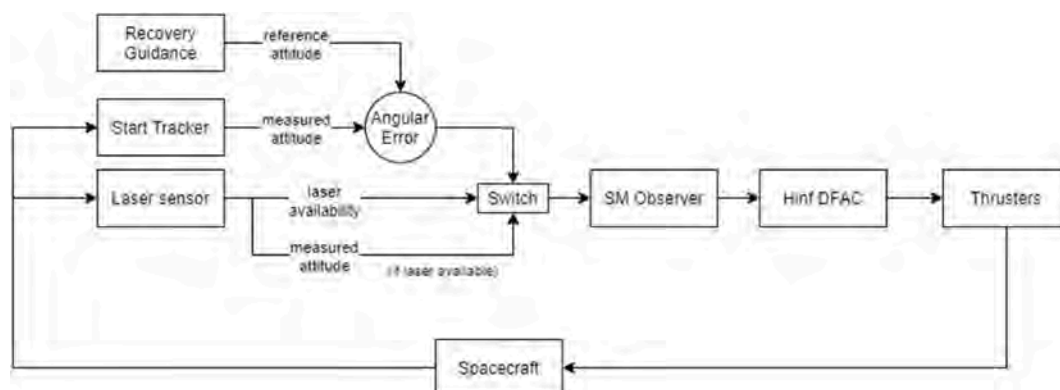 Recovery
Guidance
reference
attitude
Start Tracker
measured
attitude
Angular
Error
Laser sensor
laser
availability
Switch
SM Observer
Hinf DFAC
Thrusters
measured
attitude
(if laser available)
Spacecraft